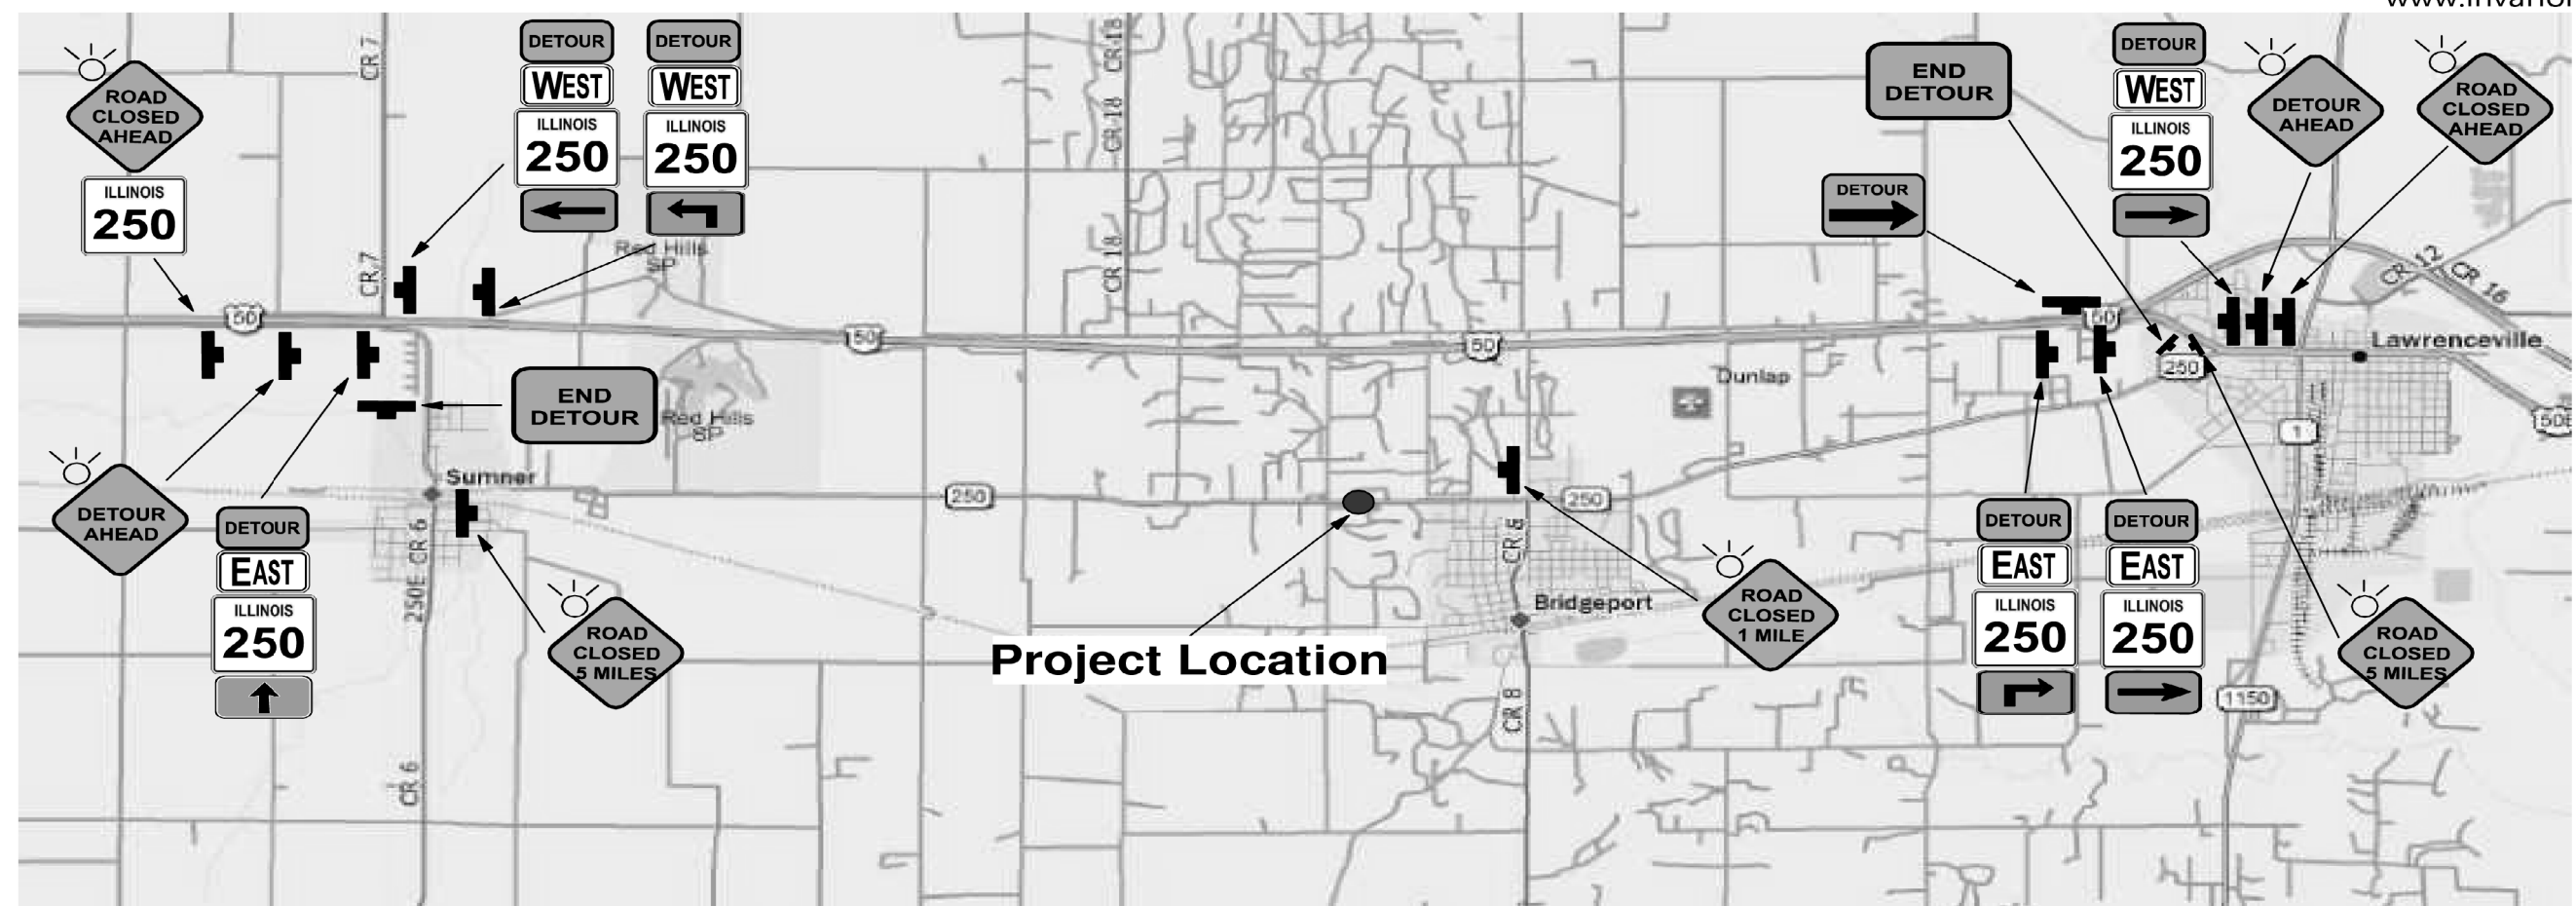 CR 7
CR 18
DETOUR
WEST
ILLINOIS
250
DETOUR
WEST
ILLINOIS
250
END
DETOUR
DETOUR
WEST
ILLINOIS
250
DETOUR
AHEAD
ROAD
CLOSED
AHEAD
ROAD
CLOSED
AHEAD
ILLINOIS
250
CR 18
DETOUR
CR 7
Red Hills
SP
CR 18
CR 12
CR 16
50
50
50
50
Lawrenceville
250
Dunlap
END
DETOUR
Red Hills
SP
1
Sumner
250
250
DETOUR
AHEAD
DETOUR
EAST
ILLINOIS
250
250E CR 6
ROAD
CLOSED
5 MILES
Project Location
CR 8
Bridgeport
ROAD
CLOSED
1 MILE
DETOUR
EAST
ILLINOIS
250
DETOUR
EAST
ILLINOIS
250
ROAD
CLOSED
5 MILES
CR 8
1150
CR 6